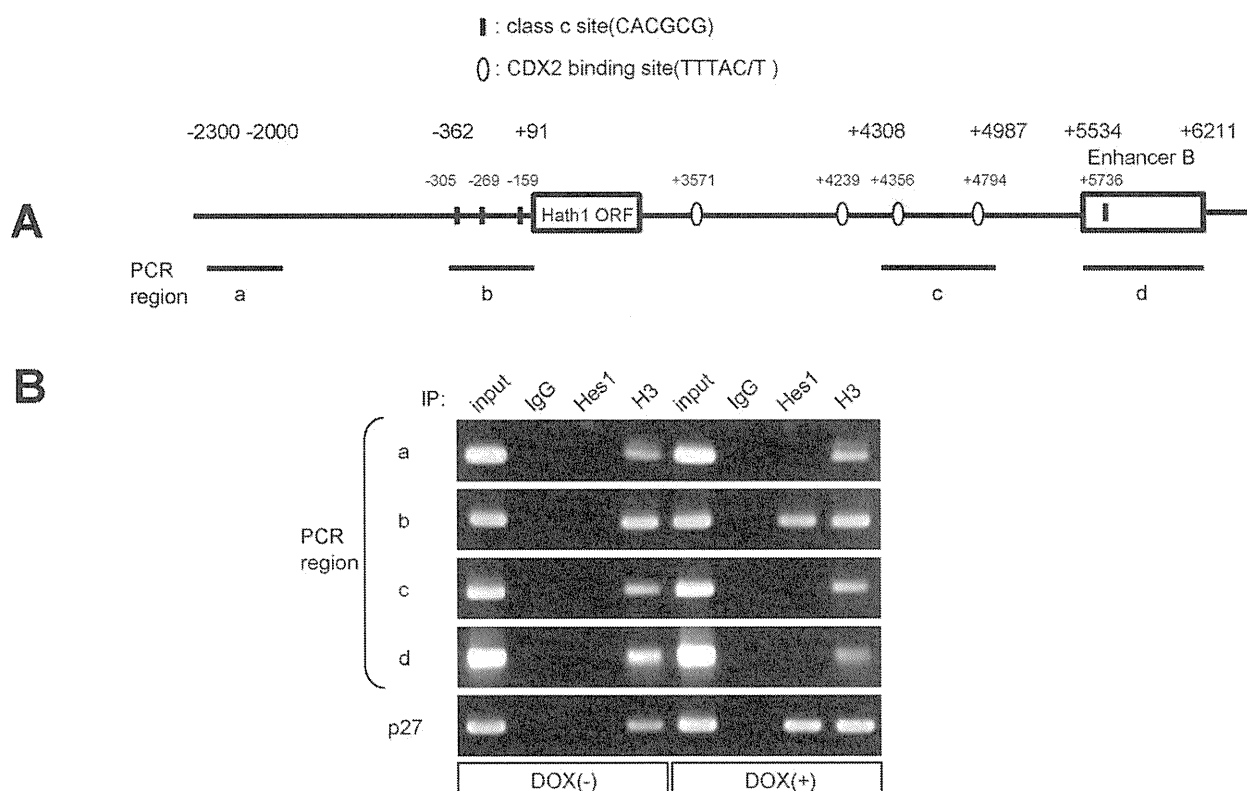 : class c site(CACGCG)
: CDX2 binding site(TTTAC/T )
-2300 -2000 -362 +91 +4308 +4987 +5534 +6211
Enhancer B
-305 -269 -159 +3571 +4239 +4356 +4794 +5736
A
Hath1 ORF
PCR region
a b c d
B
IP: input IgG Hes1 H3 input IgG Hes1 H3
PCR region
a
b
c
d
p27
DOX(-) DOX(+)